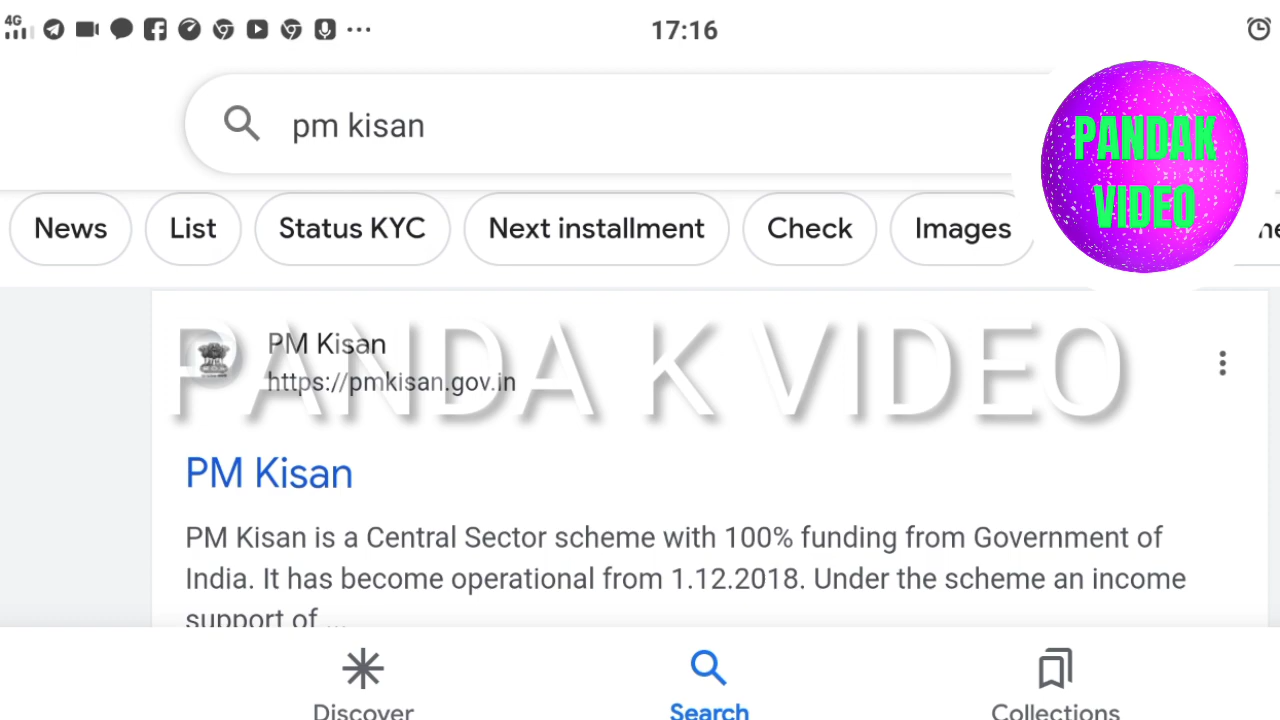 4G
17:16
pm kisan
PANDAK
VIDEO
News
List
Status KYC
Next installment
Check
Images
PANDA K VIDEO
PM Kisan
https://pmkisan.gov.in
PM Kisan
PM Kisan is a Central Sector scheme with 100% funding from Government of
India. It has become operational from 1.12.2018. Under the scheme an income
support of ...
Discover
Search
Collections